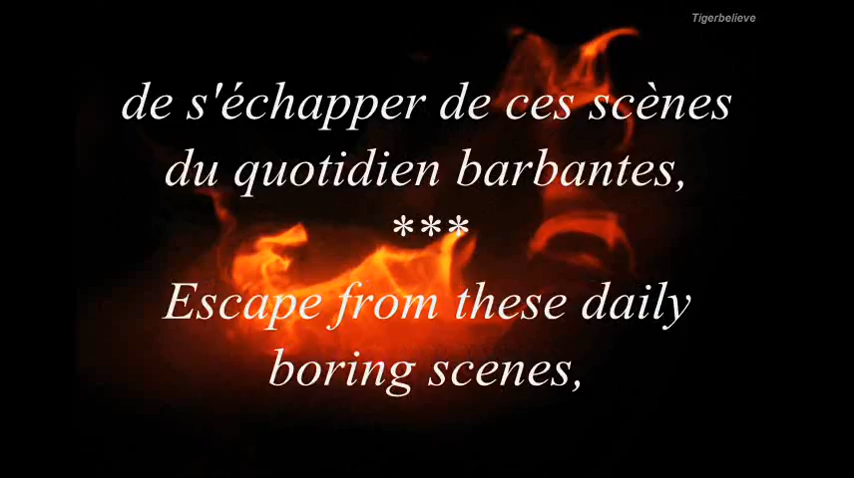 Tigerbelieve
de s'échapper de ces scènes
du quotidien barbantes,
***
Escape from these daily
boring scenes,